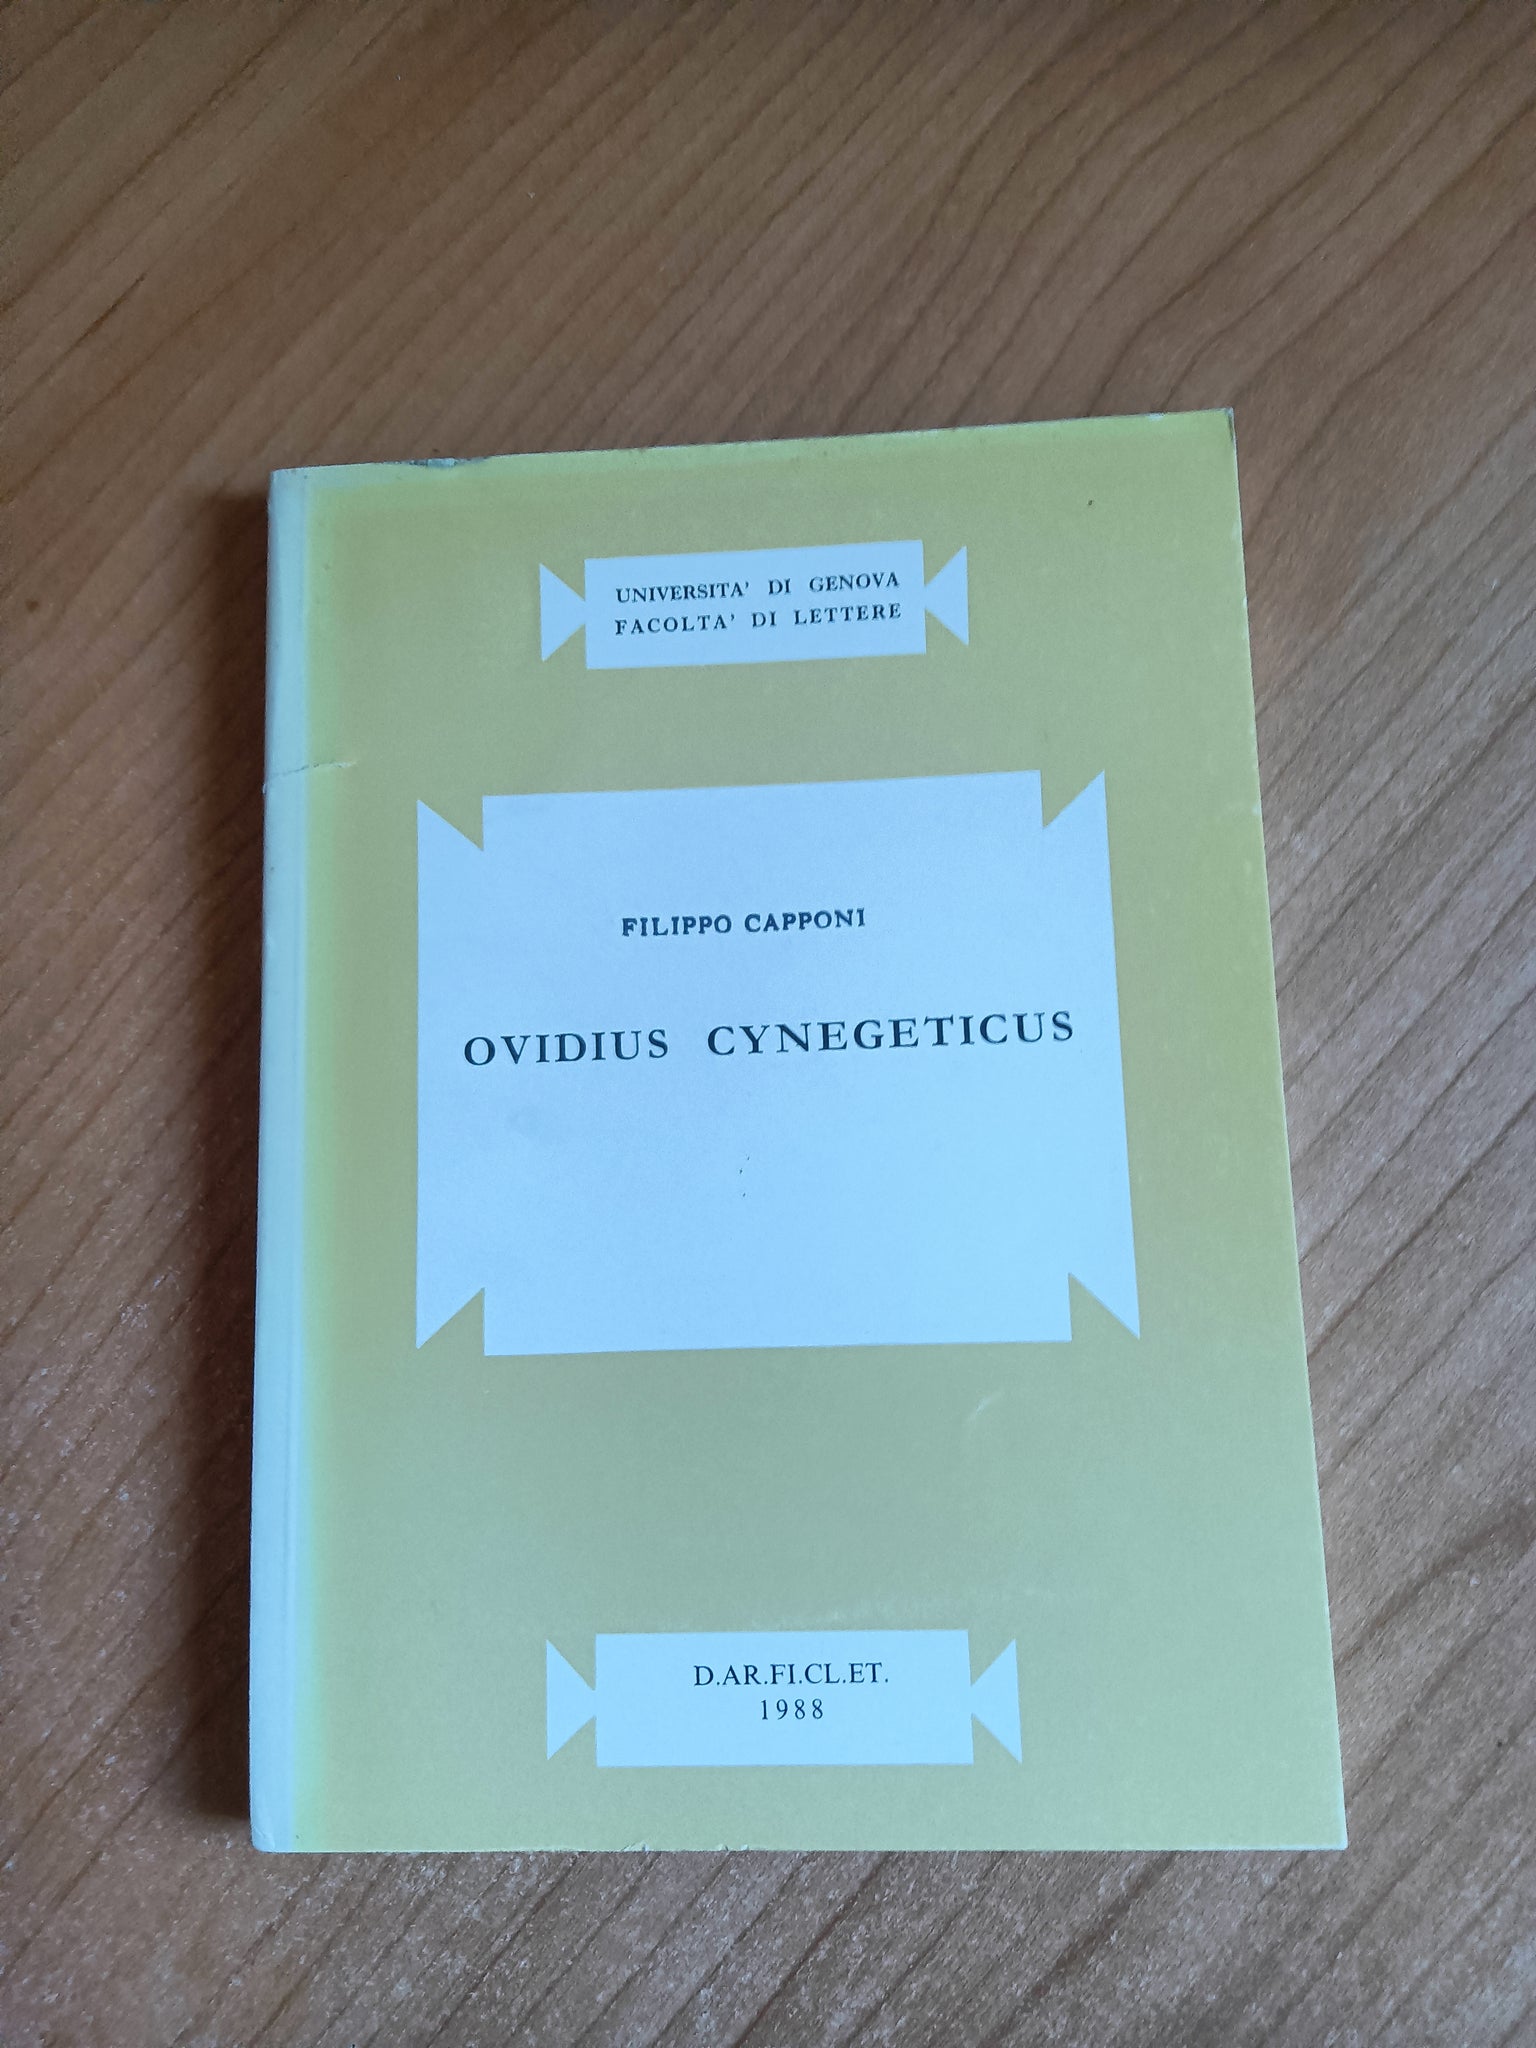 UNIVERSITA' DI GENOVA
FACOLTA' DI LETTERE
FILIPPO CAPPONI
OVIDIUS CYNEGETICUS
D.AR.FI.CL.ET.
1988